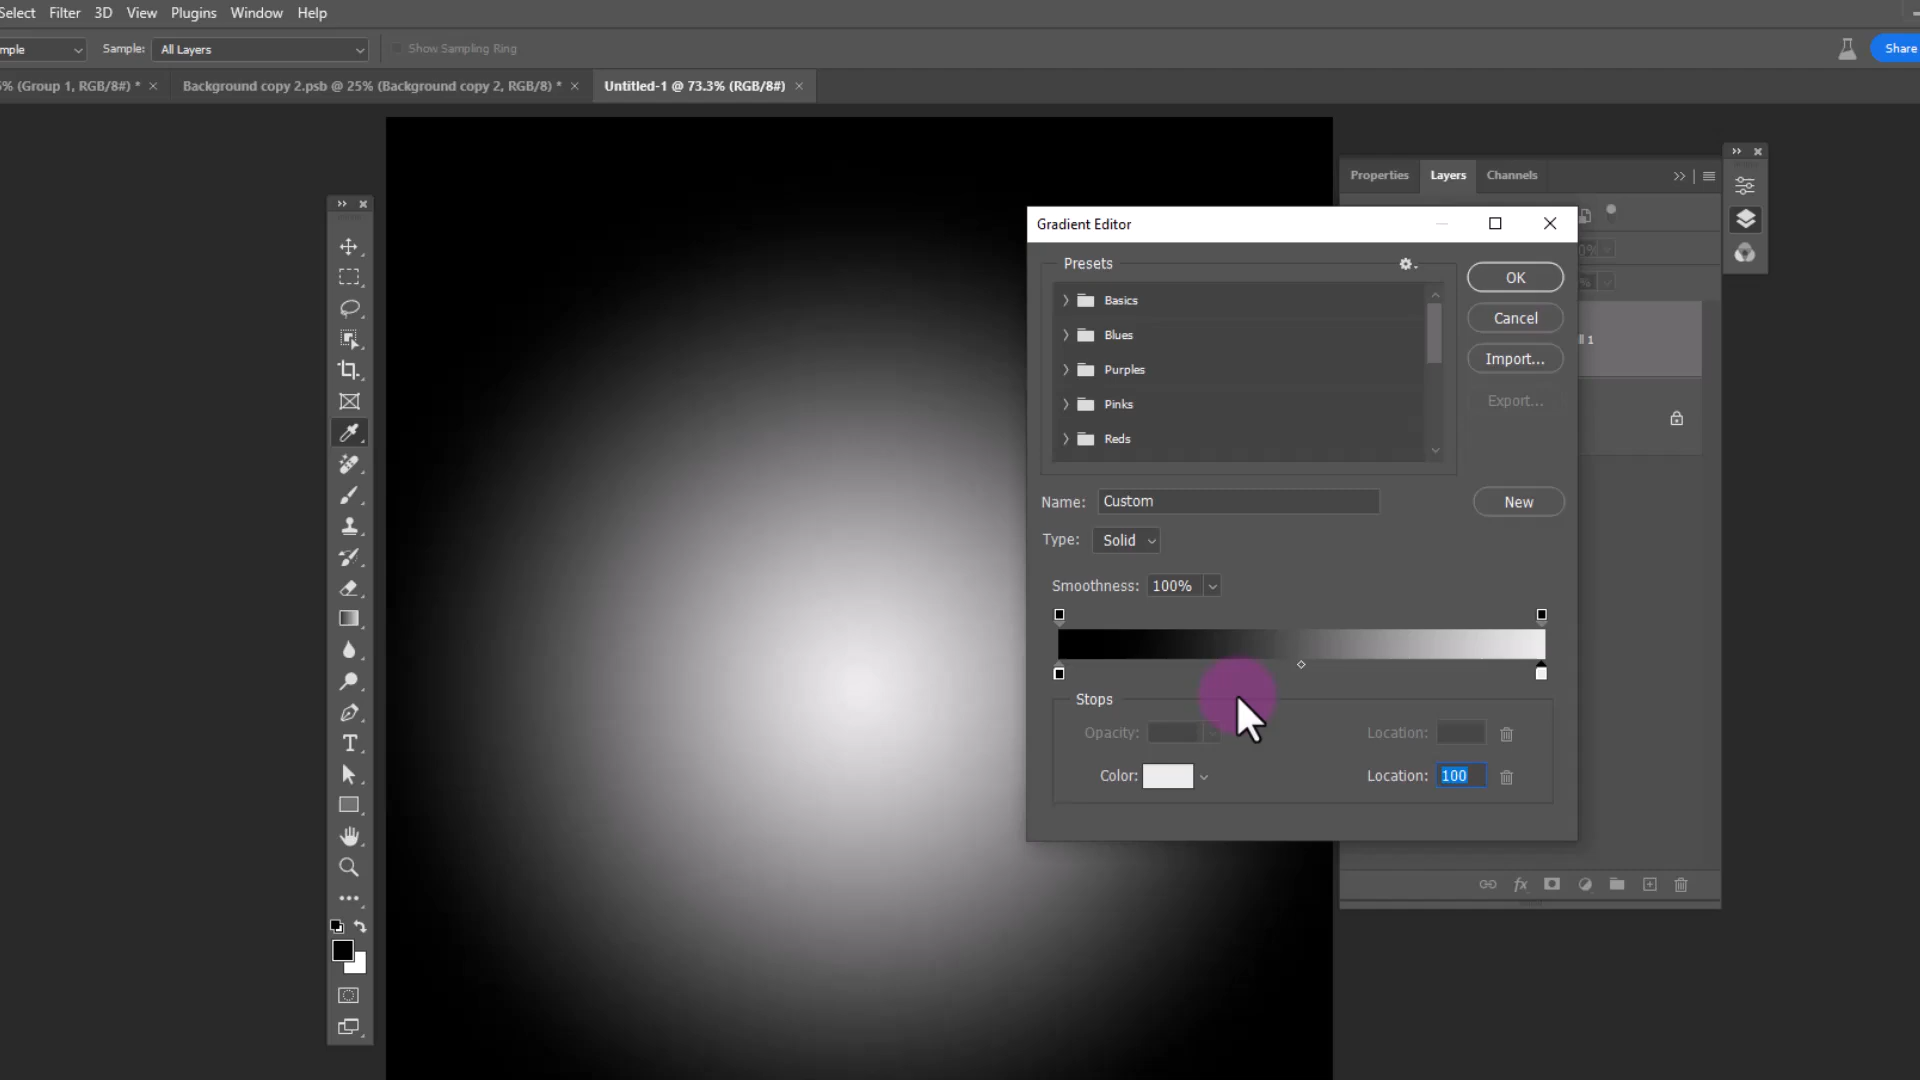 Select Filter 3D View Plugins Window Help
mple Sample: All Layers Show Sampling Ring Share
% (Group 1, RGB/8#) * × Background copy 2.psb @ 25% (Background copy 2, RGB/8) * × Untitled-1 @ 73.3% (RGB/8#) ×
Properties Layers Channels
Gradient Editor
Presets
Basics
Blues
Purples
Pinks
Reds
OK
Cancel
Import...
Export...
Name: Custom New
Type: Solid
Smoothness: 100%
Stops
Opacity: Location:
Color: Location: 100
fx